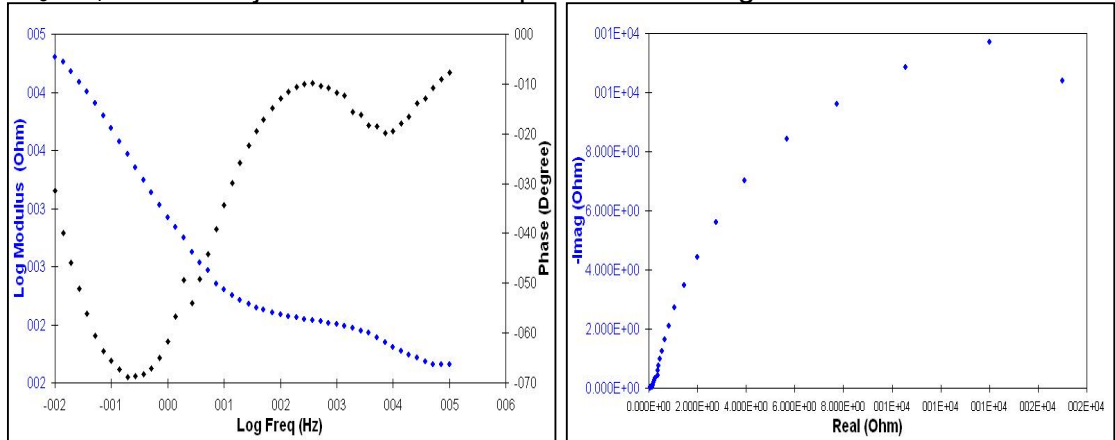 005
004
004
003
003
002
002
Log Modulus (Ohm)
000
-010
-020
-030
-040
-050
-060
-070
Phase (Degree)
-002
-001
000
001
002
003
004
005
006
Log Freq (Hz)
001E+04
001E+04
8.000E+00
6.000E+00
4.000E+00
2.000E+00
0.000E+00
-Imag (Ohm)
0.000E+00
2.000E+00
4.000E+00
6.000E+00
8.000E+00
001E+04
001E+04
001E+04
002E+04
002E+04
Real (Ohm)